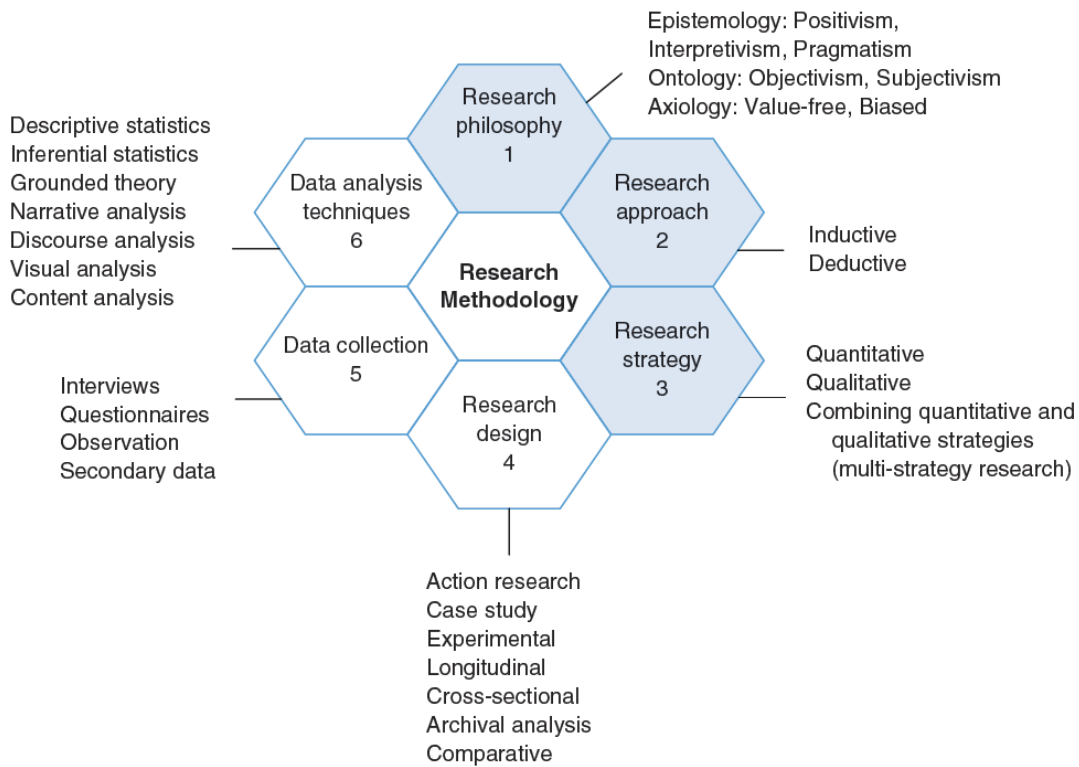 Epistemology: Positivism,
Interpretivism, Pragmatism
Ontology: Objectivism, Subjectivism
Axiology: Value-free, Biased
Research
philosophy
1
Research
approach
2
Inductive
Deductive
Research
strategy
3
Quantitative
Qualitative
Combining quantitative and
qualitative strategies
(multi-strategy research)
Research
design
4
Action research
Case study
Experimental
Longitudinal
Cross-sectional
Archival analysis
Comparative
Data collection
5
Interviews
Questionnaires
Observation
Secondary data
Data analysis
techniques
6
Descriptive statistics
Inferential statistics
Grounded theory
Narrative analysis
Discourse analysis
Visual analysis
Content analysis
Research
Methodology